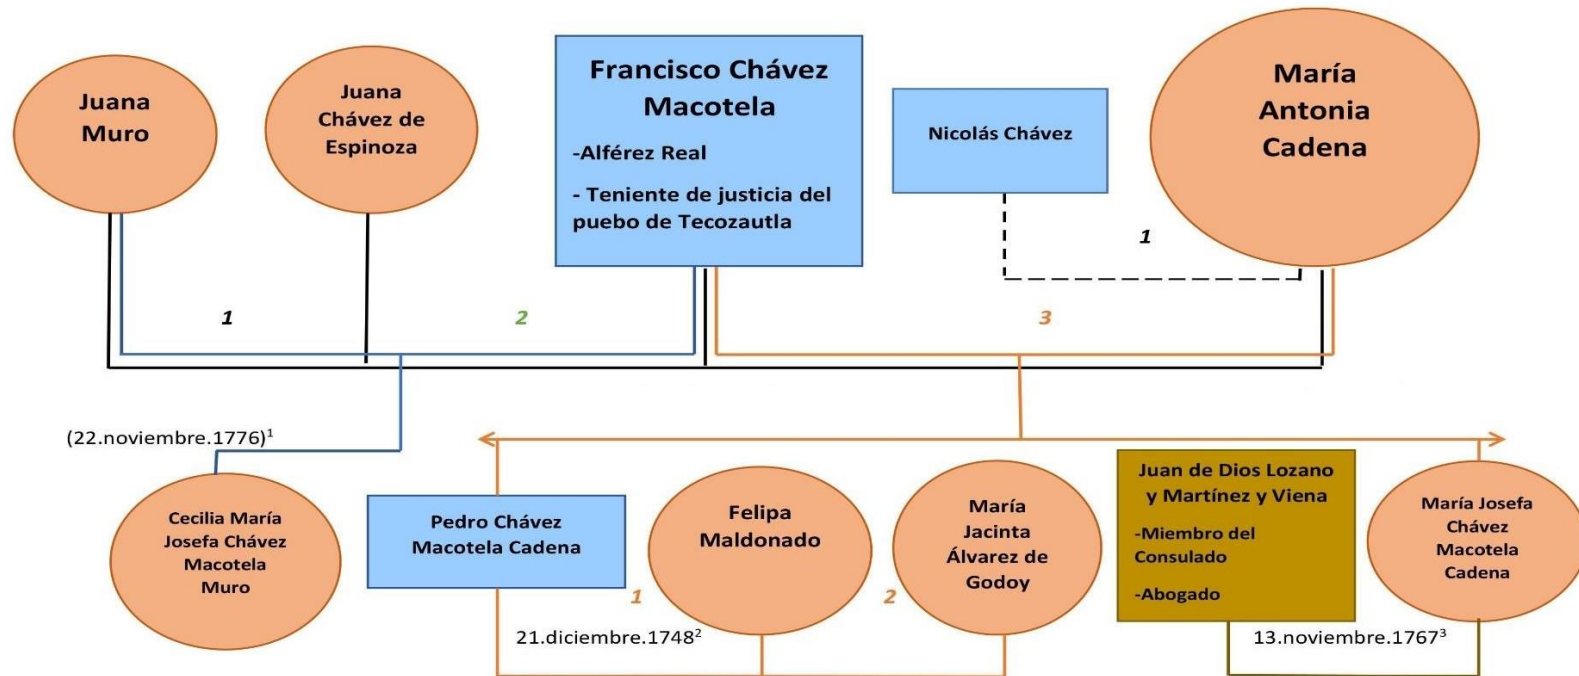 Juana
Muro
Juana
Chávez de
Espinoza
Francisco Chávez
Macotela
-Alférez Real
- Teniente de justicia del
puebo de Tecozautla
Nicolás Chávez
María
Antonia
Cadena
1
1
2
3
(22.noviembre.1776)¹
Cecilia María
Josefa Chávez
Macotela
Muro
Pedro Chávez
Macotela Cadena
1
Felipa
Maldonado
2
María
Jacinta
Álvarez de
Godoy
Juan de Dios Lozano
y Martínez y Viena
-Miembro del
Consulado
-Abogado
María Josefa
Chávez
Macotela
Cadena
21.diciembre.1748²
13.noviembre.1767³